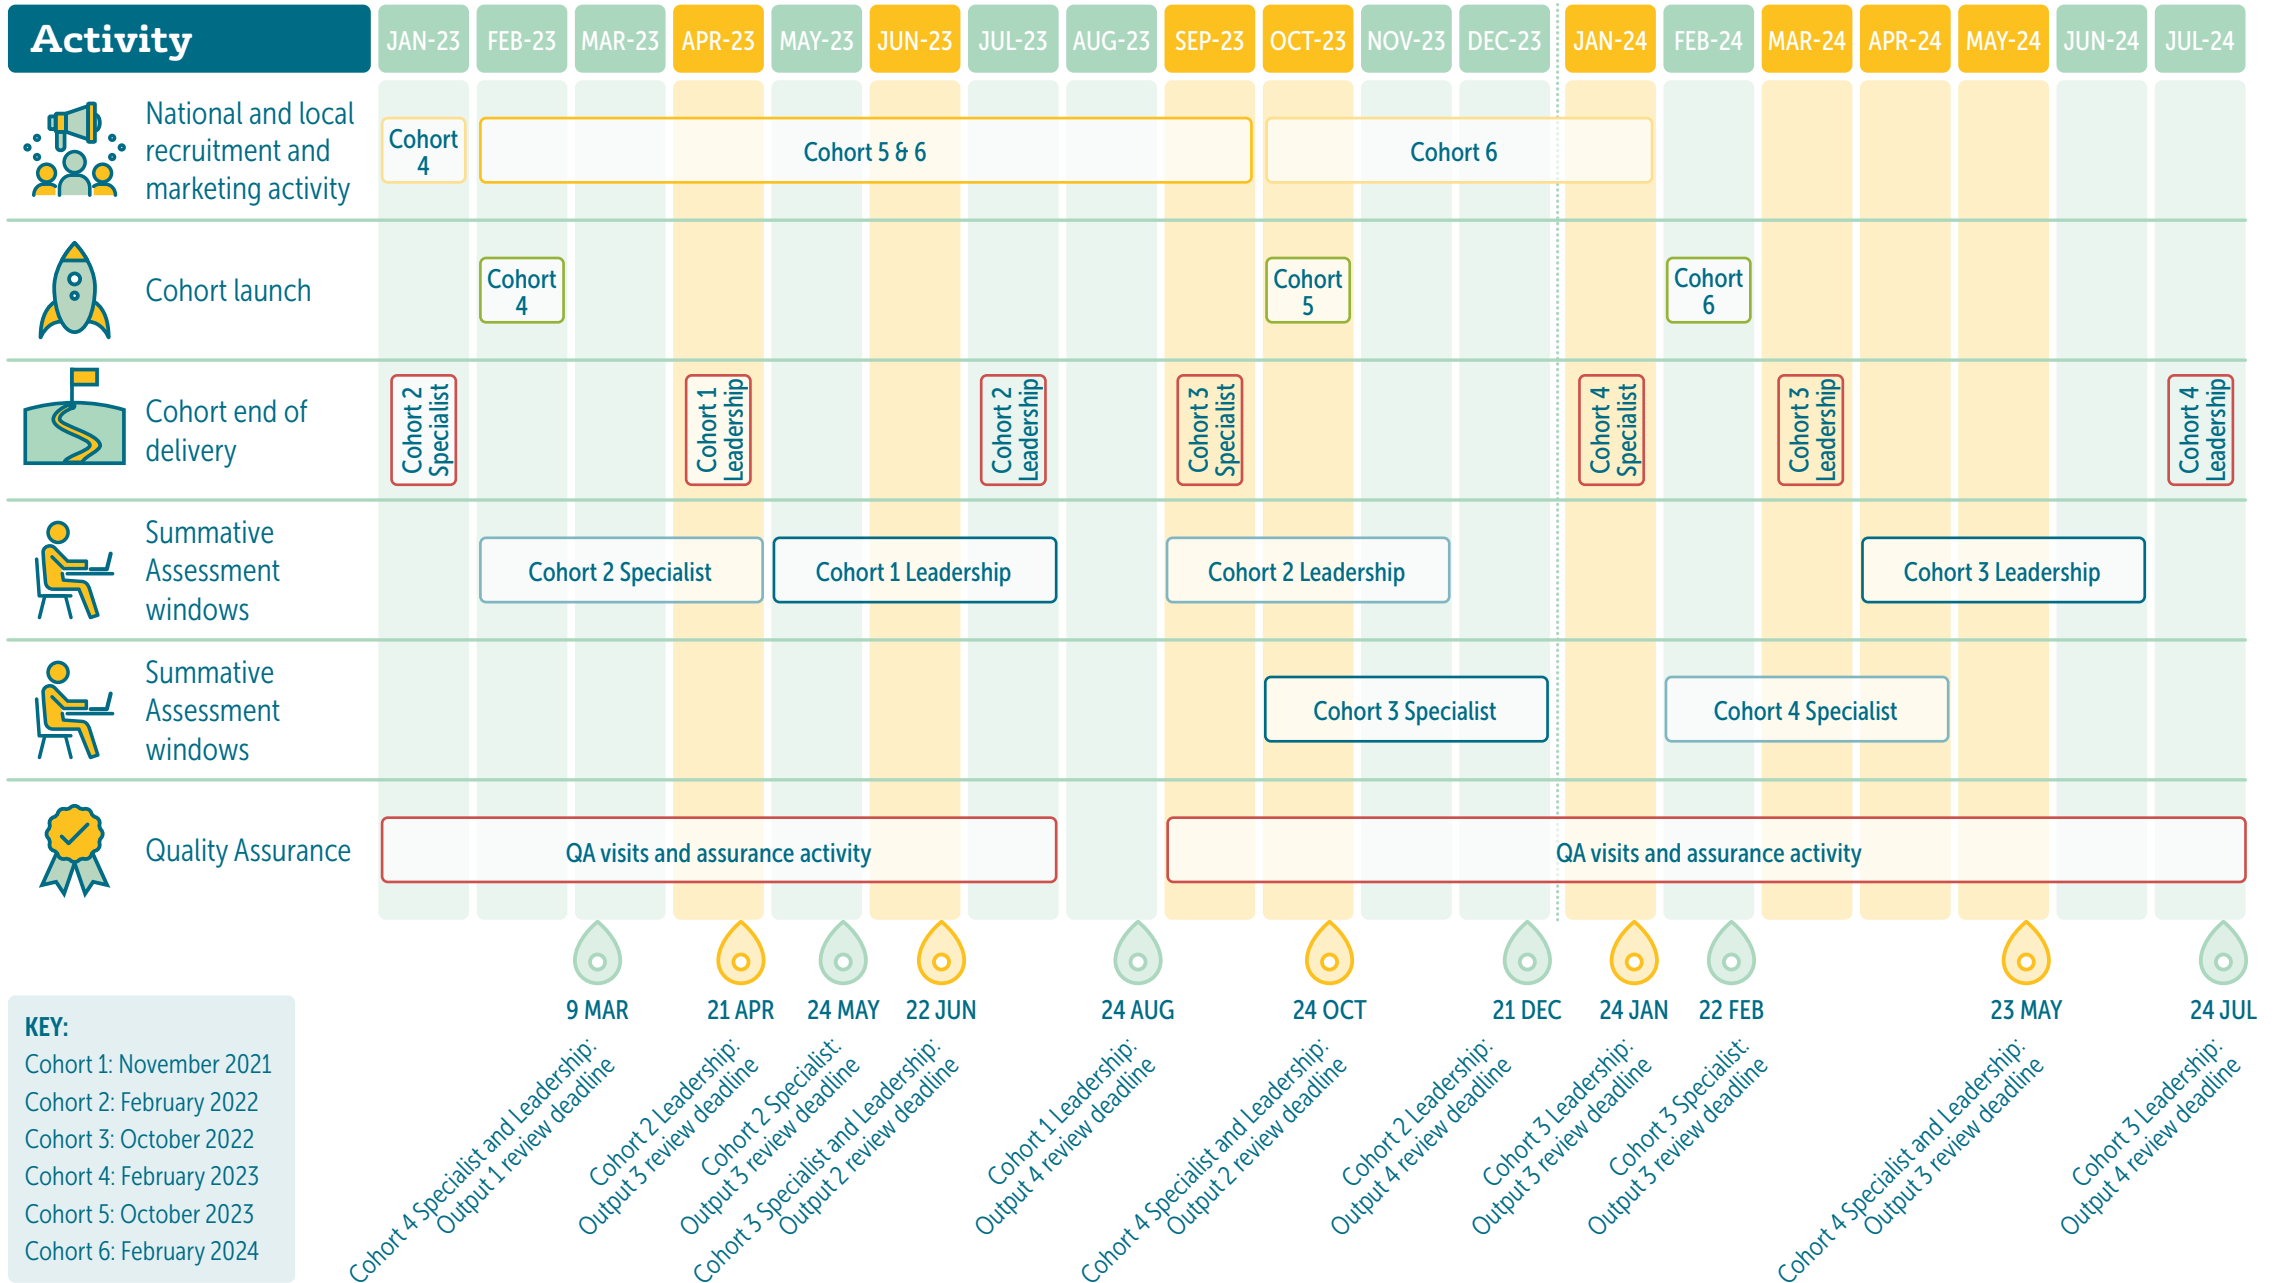 Activity
JAN-23
FEB-23
MAR-23
APR-23
MAY-23
JUN-23
JUL-23
AUG-23
SEP-23
OCT-23
NOV-23
DEC-23
JAN-24
FEB-24
MAR-24
APR-24
MAY-24
JUN-24
JUL-24
National and local
recruitment and
marketing activity
Cohort
4
Cohort 5 & 6
Cohort 6
Cohort launch
Cohort
4
Cohort
5
Cohort
6
Cohort end of
delivery
Cohort 2
Specialist
Cohort 1
Leadership
Cohort 2
Leadership
Cohort 3
Specialist
Cohort 4
Specialist
Cohort 3
Leadership
Cohort 4
Leadership
Summative
Assessment
windows
Cohort 2 Specialist
Cohort 1 Leadership
Cohort 2 Leadership
Cohort 3 Leadership
Summative
Assessment
windows
Cohort 3 Specialist
Cohort 4 Specialist
Quality Assurance
QA visits and assurance activity
QA visits and assurance activity
9 MAR
Cohort 4 Specialist and Leadership:
Output 1 review deadline
21 APR
Cohort 2 Leadership:
Output 3 review deadline
24 MAY
Cohort 2 Specialist:
Output 3 review deadline
22 JUN
Cohort 3 Specialist and Leadership:
Output 2 review deadline
24 AUG
Cohort 1 Leadership:
Output 4 review deadline
24 OCT
Cohort 4 Specialist and Leadership:
Output 2 review deadline
21 DEC
Cohort 2 Leadership:
Output 4 review deadline
24 JAN
Cohort 3 Leadership:
Output 3 review deadline
22 FEB
Cohort 3 Specialist:
Output 3 review deadline
23 MAY
Cohort 4 Specialist and Leadership:
Output 3 review deadline
24 JUL
Cohort 3 Leadership:
Output 4 review deadline
KEY:
Cohort 1: November 2021
Cohort 2: February 2022
Cohort 3: October 2022
Cohort 4: February 2023
Cohort 5: October 2023
Cohort 6: February 2024